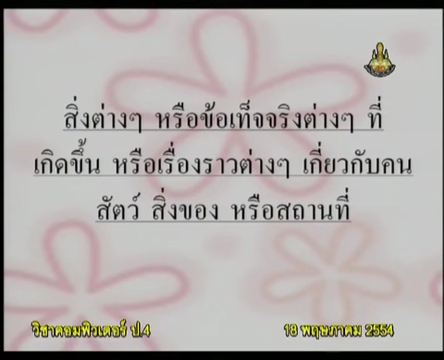 สิ่งต่างๆ หรือข้อเท็จจริงต่างๆ ที่
เกิดขึ้น หรือเรื่องราวต่างๆ เกี่ยวกับคน
สัตว์ สิ่งของ หรือสถานที่
วิชาคอมพิวเตอร์ ป.4
18 พฤษภาคม 2554